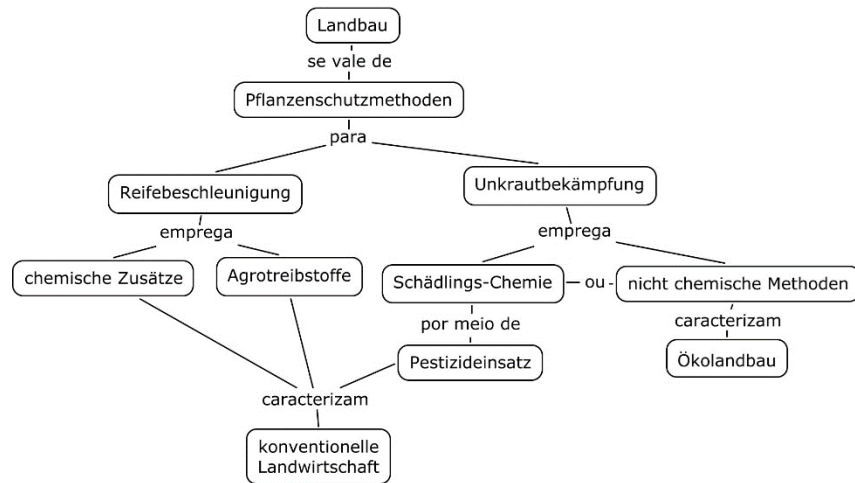 Landbau
se vale de
Pflanzenschutzmethoden
para
Reifebeschleunigung
Unkrautbekämpfung
emprega
emprega
chemische Zusätze
Agrotreibstoffe
Schädlings-Chemie
ou
nicht chemische Methoden
por meio de
caracterizam
Pestizideinsatz
Ökolandbau
caracterizam
konventionelle
Landwirtschaft